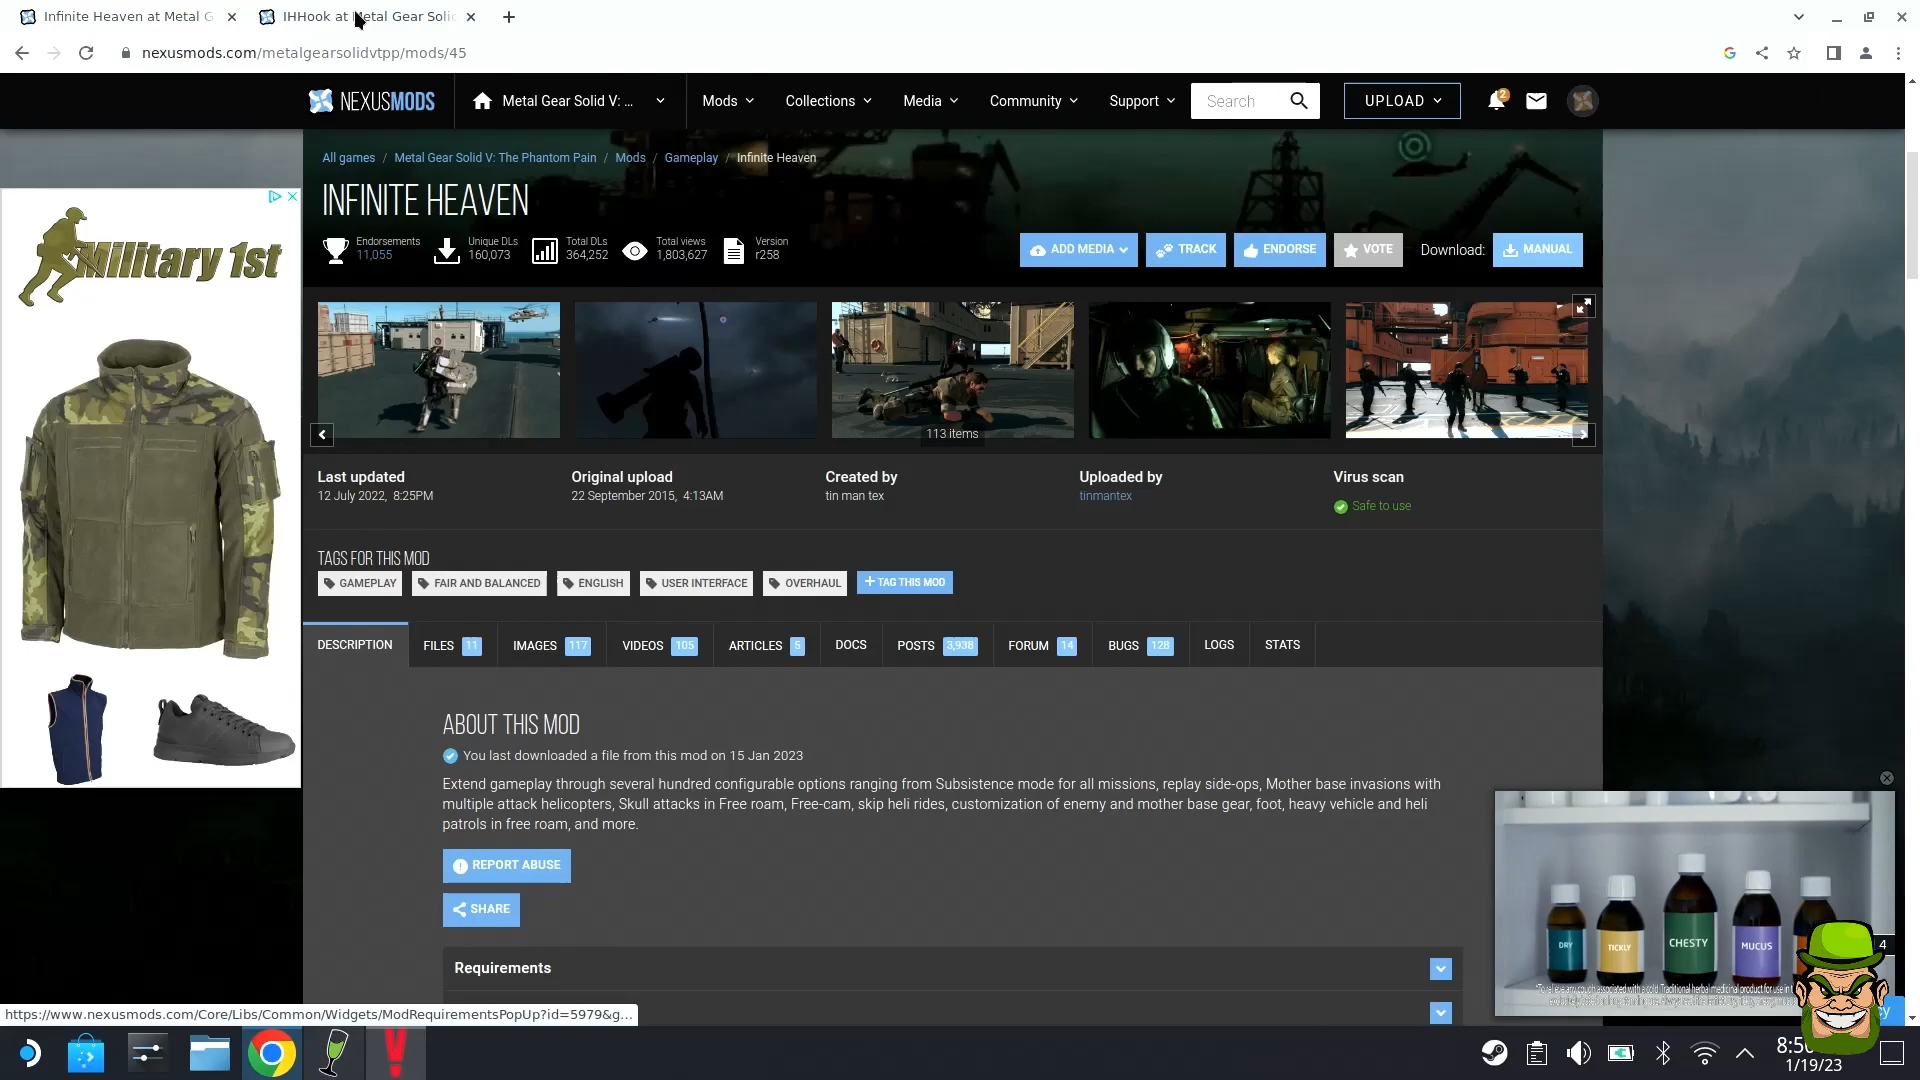 Infinite Heaven at Metal G
IHHook at Metal Gear Solid
nexusmods.com/metalgearsolidvtpp/mods/45
NEXUSMODS
Metal Gear Solid V: ...
Mods
Collections
Media
Community
Support
Search
UPLOAD
2
All games / Metal Gear Solid V: The Phantom Pain / Mods / Gameplay / Infinite Heaven
INFINITE HEAVEN
Endorsements
11,055
Unique DLs
160,073
Total DLs
364,252
Total views
1,803,627
Version
r258
ADD MEDIA
TRACK
ENDORSE
VOTE
Download:
MANUAL
Military 1st
113 items
Last updated
12 July 2022, 8:25PM
Original upload
22 September 2015, 4:13AM
Created by
tin man tex
Uploaded by
tinmantex
Virus scan
Safe to use
TAGS FOR THIS MOD
GAMEPLAY
FAIR AND BALANCED
ENGLISH
USER INTERFACE
OVERHAUL
TAG THIS MOD
DESCRIPTION
FILES 11
IMAGES 117
VIDEOS 105
ARTICLES 5
DOCS
POSTS 3,938
FORUM 14
BUGS 128
LOGS
STATS
ABOUT THIS MOD
You last downloaded a file from this mod on 15 Jan 2023
Extend gameplay through several hundred configurable options ranging from Subsistence mode for all missions, replay side-ops, Mother base invasions with
multiple attack helicopters, Skull attacks in Free roam, Free-cam, skip heli rides, customization of enemy and mother base gear, foot, heavy vehicle and heli
patrols in free roam, and more.
REPORT ABUSE
SHARE
Requirements
DRY
TICKLY
CHESTY
MUCUS
4
https://www.nexusmods.com/Core/Libs/Common/Widgets/ModRequirementsPopUp?id=5979&g...
1/19/23